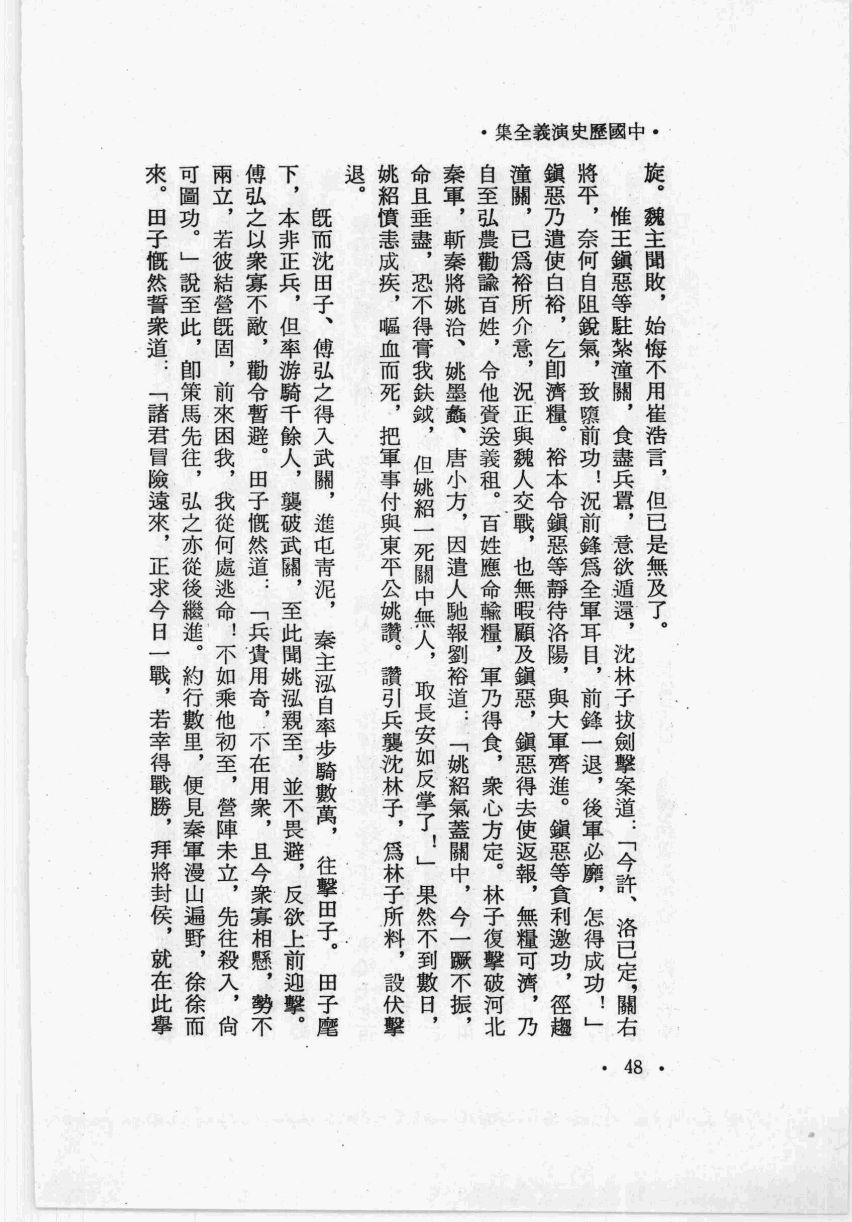 ・中國歷史演義全集・
旋。魏主聞敗，始悔不用崔浩言，但已是無及了。
惟王鎭惡等駐紮潼關，食盡兵囂，意欲遁還，沈林子拔劍擊案道：「今許、洛已定，關右
將平，奈何自阻銳氣，致隳前功！況前鋒爲全軍耳目，前鋒一退，後軍必靡，怎得成功！」
鎭惡乃遣使白裕，乞卽濟糧。裕本令鎭惡等靜待洛陽，與大軍齊進。鎭惡等貪利邀功，徑趨
潼關，已爲裕所介意，況正與魏人交戰，也無暇顧及鎭惡，鎭惡得去使返報，無糧可濟，乃
自至弘農勸諭百姓，令他賫送義租。百姓應命輸糧，軍乃得食，衆心方定。林子復擊破河北
秦軍，斬秦將姚洽、姚墨蠡、唐小方，因遣人馳報劉裕道：「姚紹氣蓋關中，今一蹶不振，
命且垂盡，恐不得膏我鈇鉞，但姚紹一死關中無人，取長安如反掌了！」果然不到數日，
姚紹憤恚成疾，嘔血而死，把軍事付與東平公姚讚。讚引兵襲沈林子，爲林子所料，設伏擊
退。
旣而沈田子、傅弘之得入武關，進屯靑泥，秦主泓自率步騎數萬，往擊田子。田子麾
下，本非正兵，但率游騎千餘人，襲破武關，至此聞姚泓親至，並不畏避，反欲上前迎擊。
傅弘之以衆寡不敵，勸令暫避。田子慨然道：「兵貴用奇，不在用衆，且今衆寡相懸，勢不
兩立，若彼結營旣固，前來困我，我從何處逃命！不如乘他初至，營陣未立，先往殺入，尙
可圖功。」說至此，卽策馬先往，弘之亦從後繼進。約行數里，便見秦軍漫山遍野，徐徐而
來。田子慨然誓衆道：「諸君冒險遠來，正求今日一戰，若幸得戰勝，拜將封侯，就在此舉
・48・